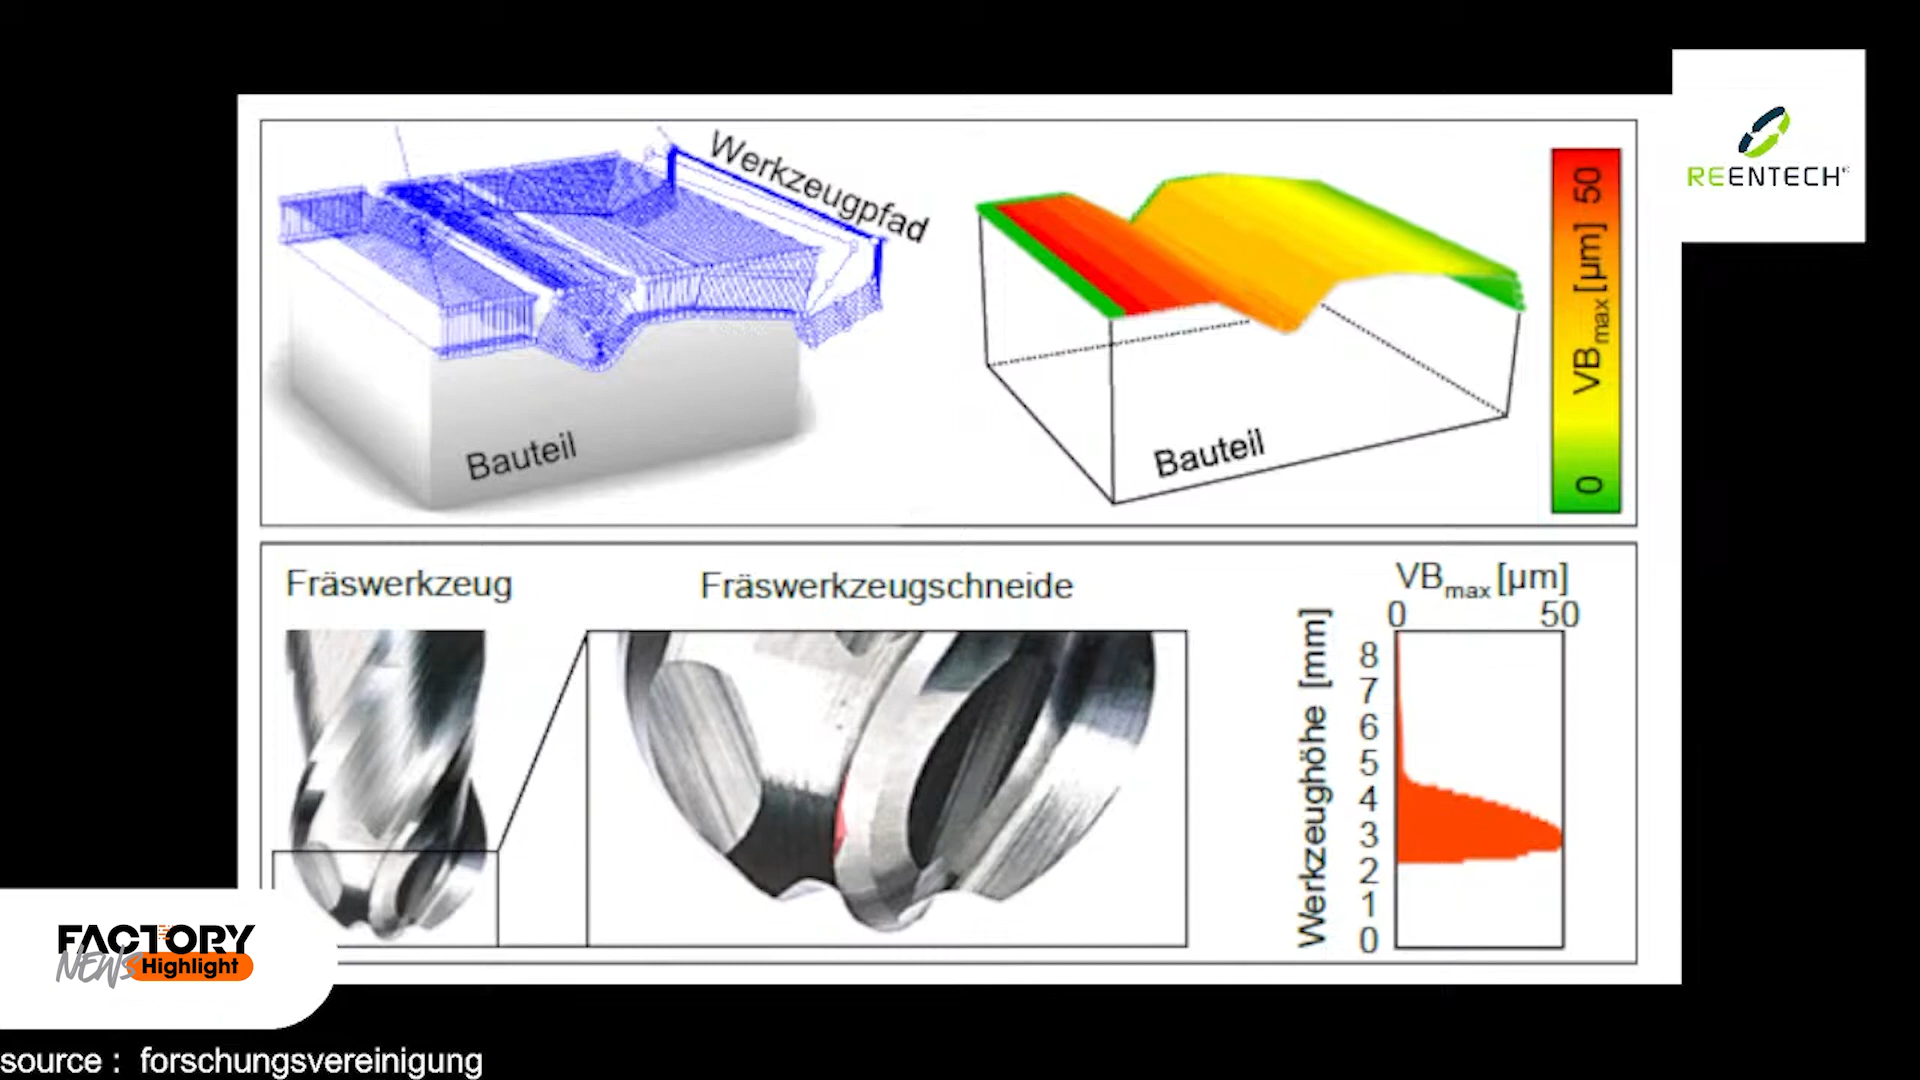 Werkzeugpfad
Bauteil
Bauteil
0 VBmax [µm] 50
REENTECH
Fräswerkzeug
Fräswerkzeugschneide
VBmax [µm]
0 50
Werkzeughöhe [mm]
8
7
6
5
4
3
2
1
0
FACTORY
NEWS Highlight
source : forschungsvereinigung